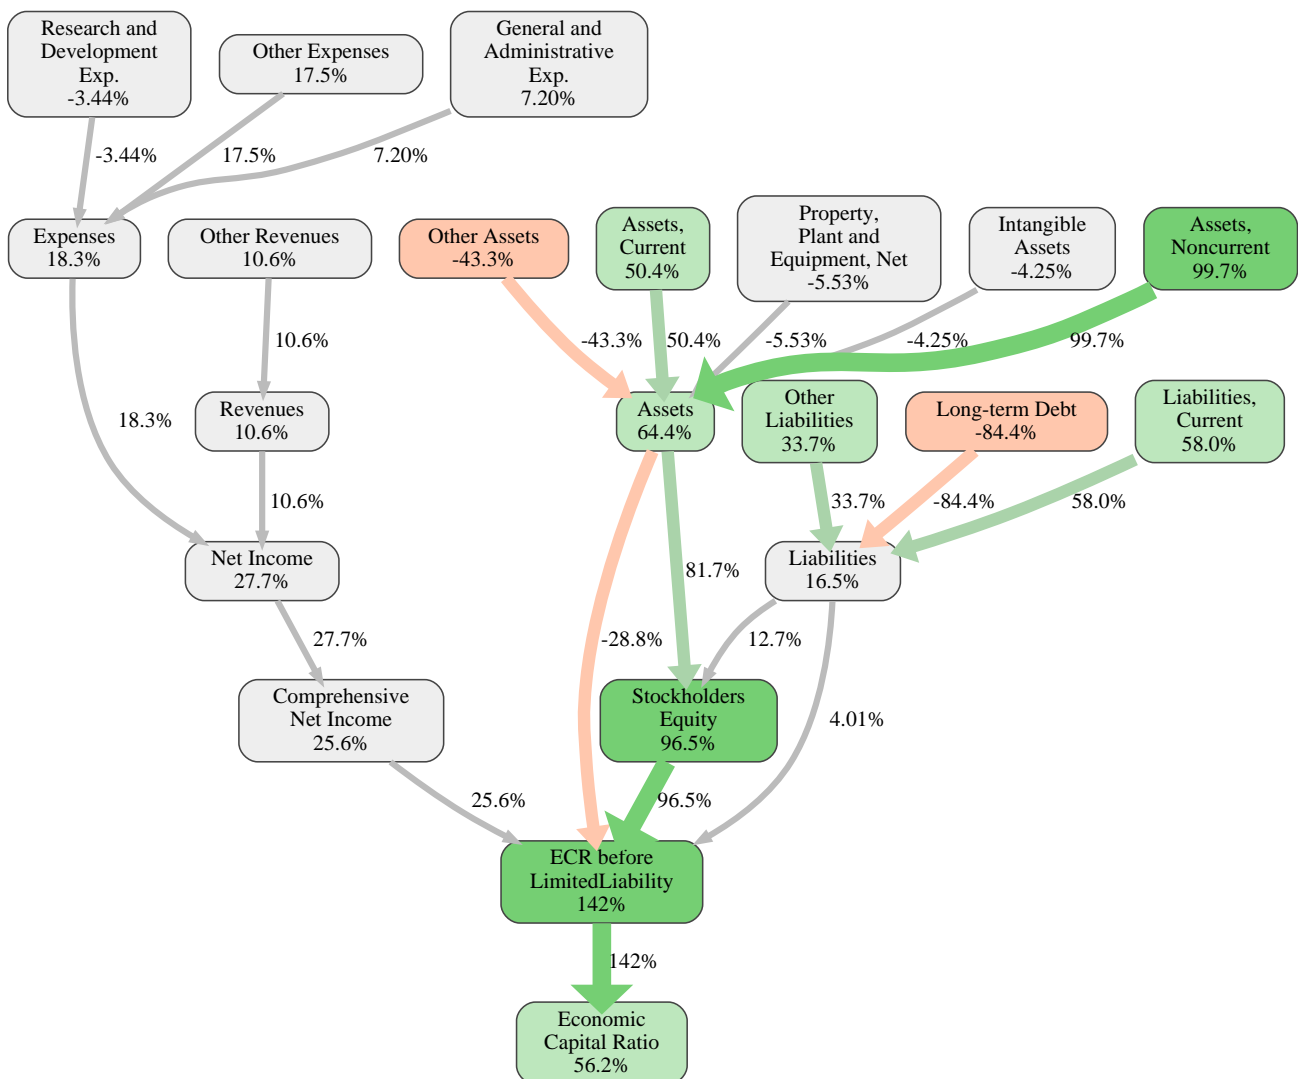 Research and
Development
Exp.
-3.44%
Other Expenses
17.5%
General and
Administrative
Exp.
7.20%
-3.44%
17.5%
7.20%
Expenses
18.3%
Other Revenues
10.6%
Other Assets
-43.3%
Assets,
Current
50.4%
Property,
Plant and
Equipment, Net
-5.53%
Intangible
Assets
-4.25%
Assets,
Noncurrent
99.7%
10.6%
-43.3%
50.4%
-5.53%
-4.25%
99.7%
18.3%
Revenues
10.6%
Assets
64.4%
Other
Liabilities
33.7%
Long-term Debt
-84.4%
Liabilities,
Current
58.0%
10.6%
33.7%
-84.4%
58.0%
Net Income
27.7%
81.7%
Liabilities
16.5%
27.7%
-28.8%
12.7%
Comprehensive
Net Income
25.6%
Stockholders
Equity
96.5%
4.01%
25.6%
96.5%
ECR before
LimitedLiability
142%
142%
Economic
Capital Ratio
56.2%